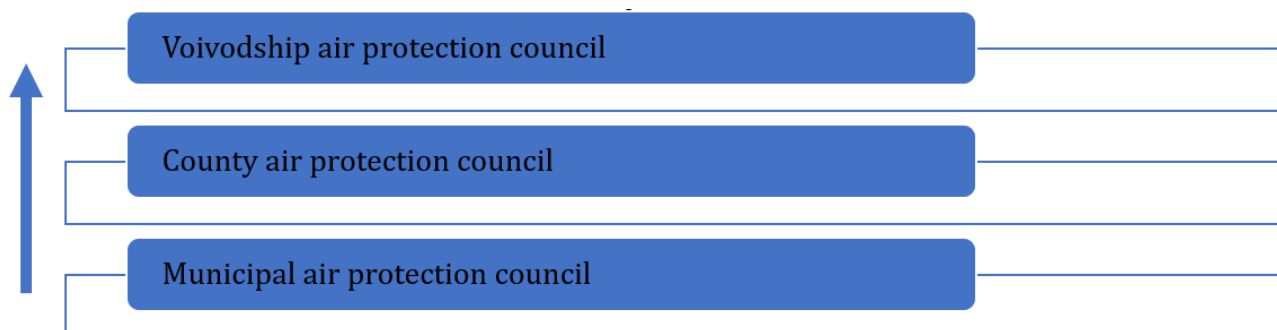 Voivodship air protection council
County air protection council
Municipal air protection council